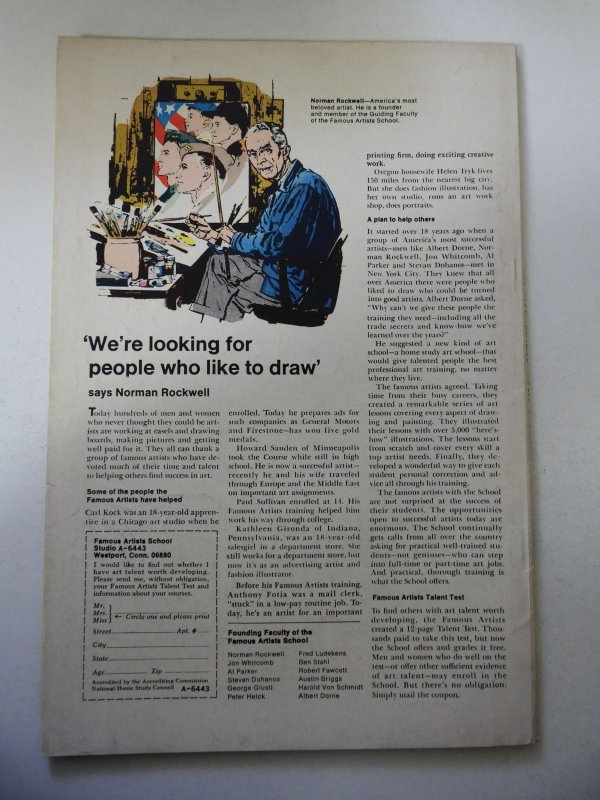 Norman Rockwell—America's most
beloved artist. He is a founder
and member of the Guiding Faculty
of the Famous Artists School.
'We're looking for
people who like to draw'
says Norman Rockwell
Today hundreds of men and women
who never thought they could be art-
ists are working at easels and drawing
boards, making pictures and getting
well paid for it. They all can thank a
group of famous artists who have de-
voted much of their time and talent
to helping others find success in art.
Some of the people the
Famous Artists have helped
Carl Kock was an 18-year-old appren-
tice in a Chicago art studio when he
Famous Artists School
Studio A-6443
Westport, Conn. 06880
I would like to find out whether I
have art talent worth developing.
Please send me, without obligation,
your Famous Artists Talent Test and
information about your courses.
Mr.
Mrs.
Miss
← Circle one and please print
Street Apt. #
City
State
Age Zip
Accredited by the Accrediting Commission
National Home Study Council A-6443
enrolled. Today he prepares ads for
such companies as General Motors
and Firestone—has won five gold
medals.
Howard Sanden of Minneapolis
took the Course while still in high
school. He is now a successful artist—
recently he and his wife traveled
through Europe and the Middle East
on important art assignments.
Paul Sullivan enrolled at 14. His
Famous Artists training helped him
work his way through college.
Kathleen Gironda of Indiana,
Pennsylvania, was an 18-year-old
salesgirl in a department store. She
still works for a department store, but
now it's as an advertising artist and
fashion illustrator.
Before his Famous Artists training,
Anthony Fotia was a mail clerk,
"stuck" in a low-pay routine job. To-
day, he's an artist for an important
Founding Faculty of the
Famous Artists School
Norman Rockwell
Jon Whitcomb
Al Parker
Stevan Dohanos
George Giusti
Peter Helck
Fred Ludekens
Ben Stahl
Robert Fawcett
Austin Briggs
Harold Von Schmidt
Albert Dorne
printing firm, doing exciting creative
work.
Oregon housewife Helen Tryk lives
150 miles from the nearest big city.
But she does fashion illustration, has
her own studio, runs an art work
shop, does portraits.
A plan to help others
It started over 18 years ago when a
group of America's most successful
artists—men like Albert Dorne, Nor-
man Rockwell, Jon Whitcomb, Al
Parker and Stevan Dohanos—met in
New York City. They knew that all
over America there were people who
liked to draw who could be turned
into good artists. Albert Dorne asked,
"Why can't we give these people the
training they need—including all the
trade secrets and know-how we've
learned over the years?"
He suggested a new kind of art
school—a home study art school—that
would give talented people the best
professional art training, no matter
where they live.
The famous artists agreed. Taking
time from their busy careers, they
created a remarkable series of art
lessons covering every aspect of draw-
ing and painting. They illustrated
their lessons with over 5,000 "here's-
how" illustrations. The lessons start
from scratch and cover every skill a
top artist needs. Finally, they de-
veloped a wonderful way to give each
student personal correction and ad-
vice all through his training.
The famous artists with the School
are not surprised at the success of
their students. The opportunities
open to successful artists today are
enormous. The School continually
gets calls from all over the country
asking for practical well-trained stu-
dents—not geniuses—who can step
into full-time or part-time art jobs.
And practical, thorough training is
what the School offers.
Famous Artists Talent Test
To find others with art talent worth
developing, the Famous Artists
created a 12-page Talent Test. Thou-
sands paid to take this test, but now
the School offers and grades it free.
Men and women who do well on the
test—or offer other sufficient evidence
of art talent—may enroll in the
School. But there's no obligation.
Simply mail the coupon.